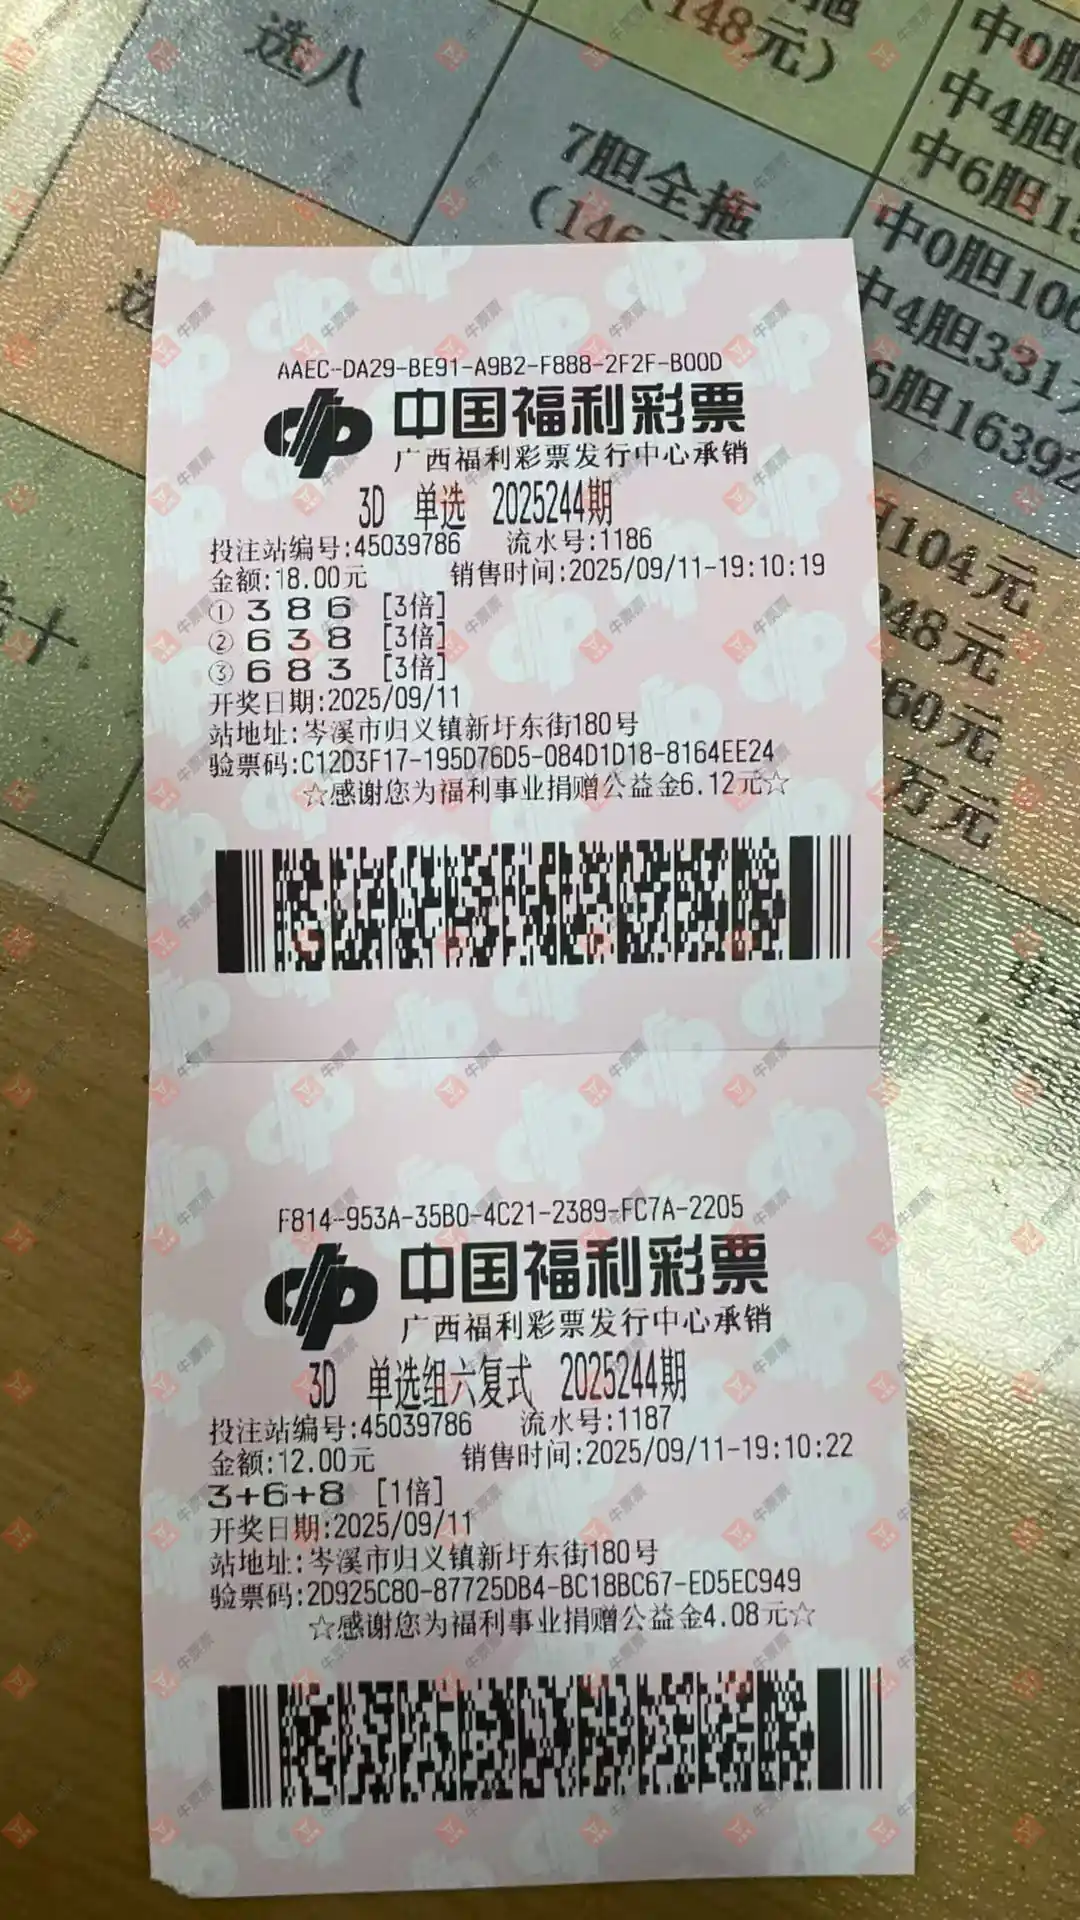 选八
(148元)
7胆全拖
(146
中0胆
中4胆
中6胆13
中0胆100
中4胆331元
6胆16392
104元
248元
60元
万元
AAEC-DA29-BE91-A9B2-F888-2F2F-B00D
中国福利彩票
广西福利彩票发行中心承销
3D 单选 2025244期
投注站编号:45039786 流水号:1186
金额:18.00元 销售时间:2025/09/11-19:10:19
① 3 8 6 [3倍]
② 6 3 8 [3倍]
③ 6 8 3 [3倍]
开奖日期:2025/09/11
站地址:岑溪市归义镇新圩东街180号
验票码:C12D3F17-195D76D5-084D1D18-8164EE24
☆感谢您为福利事业捐赠公益金6.12元☆
F814-953A-35B0-4C21-2389-FC7A-2205
中国福利彩票
广西福利彩票发行中心承销
3D 单选组六复式 2025244期
投注站编号:45039786 流水号:1187
金额:12.00元 销售时间:2025/09/11-19:10:22
3+6+8 [1倍]
开奖日期:2025/09/11
站地址:岑溪市归义镇新圩东街180号
验票码:2D925C80-87725DB4-BC18BC67-ED5EC949
☆感谢您为福利事业捐赠公益金4.08元☆
牛票票